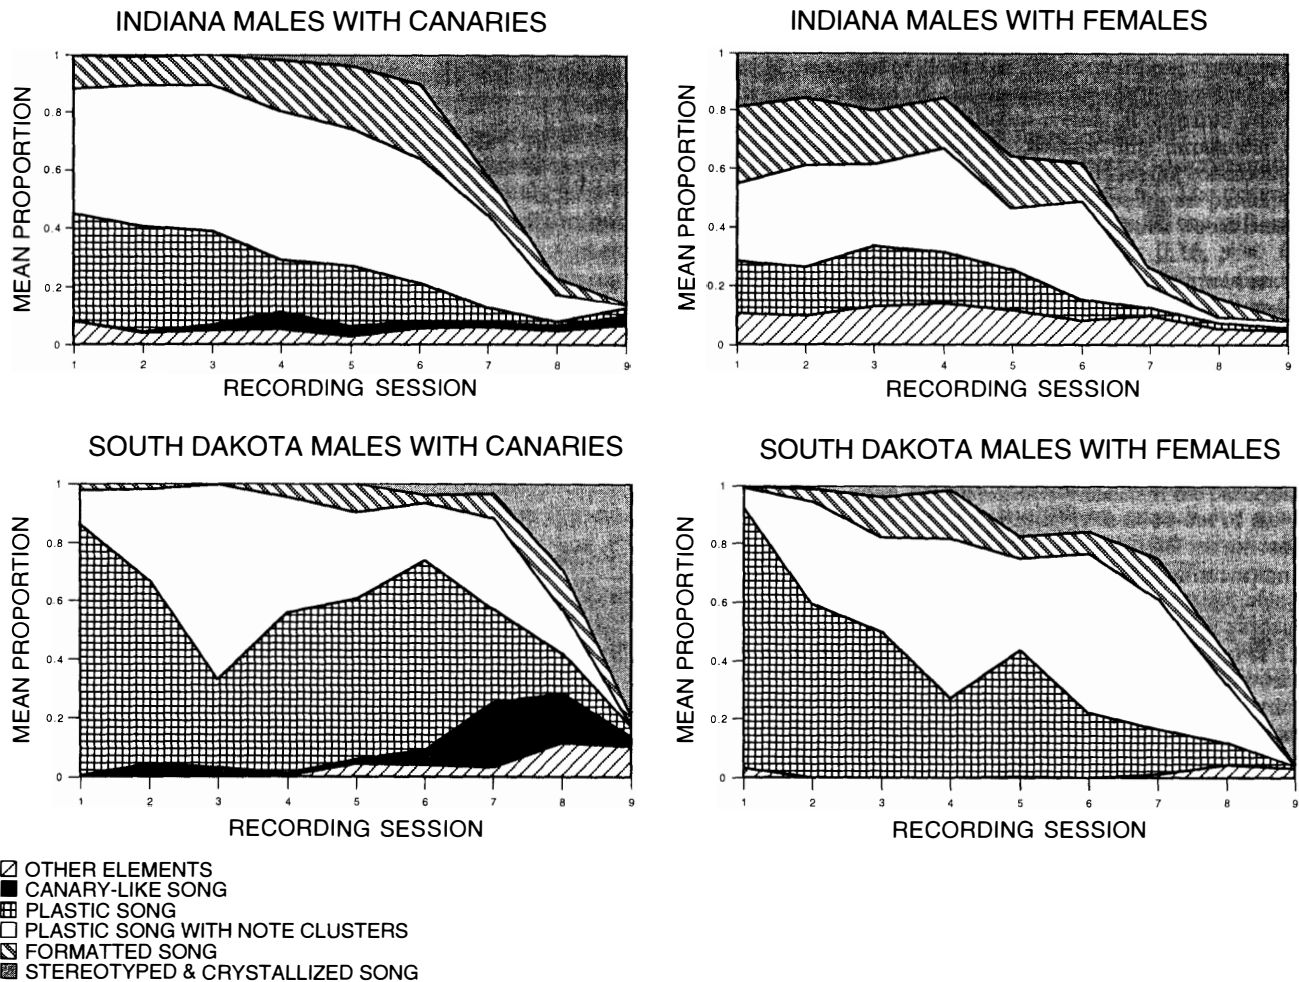 INDIANA MALES WITH CANARIES
MEAN PROPORTION
1
0.8
0.6
0.4
0.2
0
1 2 3 4 5 6 7 8 9
RECORDING SESSION
INDIANA MALES WITH FEMALES
MEAN PROPORTION
1
0.8
0.6
0.4
0.2
0
1 2 3 4 5 6 7 8 9
RECORDING SESSION
SOUTH DAKOTA MALES WITH CANARIES
MEAN PROPORTION
1
0.8
0.6
0.4
0.2
0
1 2 3 4 5 6 7 8 9
RECORDING SESSION
SOUTH DAKOTA MALES WITH FEMALES
MEAN PROPORTION
1
0.8
0.6
0.4
0.2
0
1 2 3 4 5 6 7 8 9
RECORDING SESSION
OTHER ELEMENTS
CANARY-LIKE SONG
PLASTIC SONG
PLASTIC SONG WITH NOTE CLUSTERS
FORMATTED SONG
STEREOTYPED & CRYSTALLIZED SONG